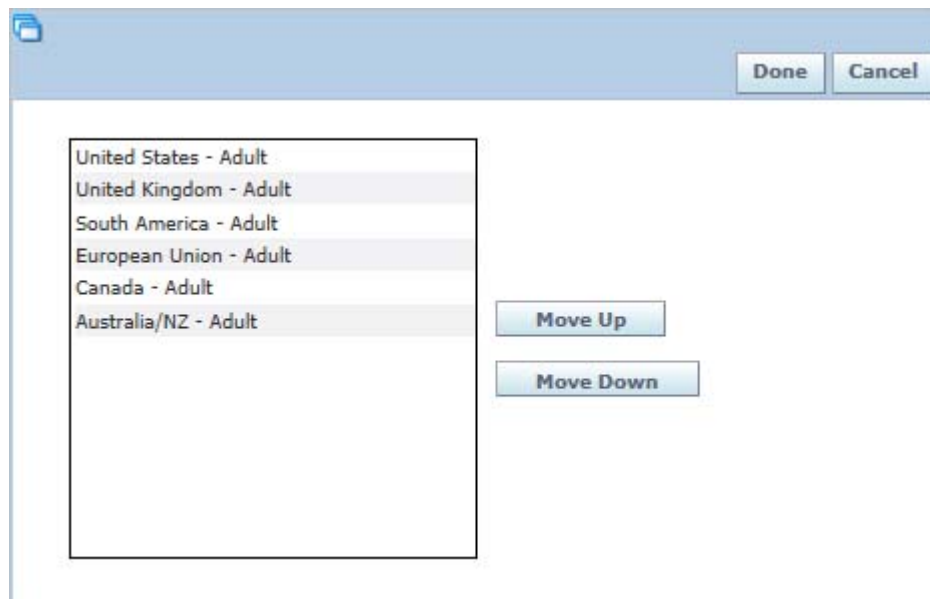 Done Cancel
United States - Adult
United Kingdom - Adult
South America - Adult
European Union - Adult
Canada - Adult
Australia/NZ - Adult
Move Up
Move Down